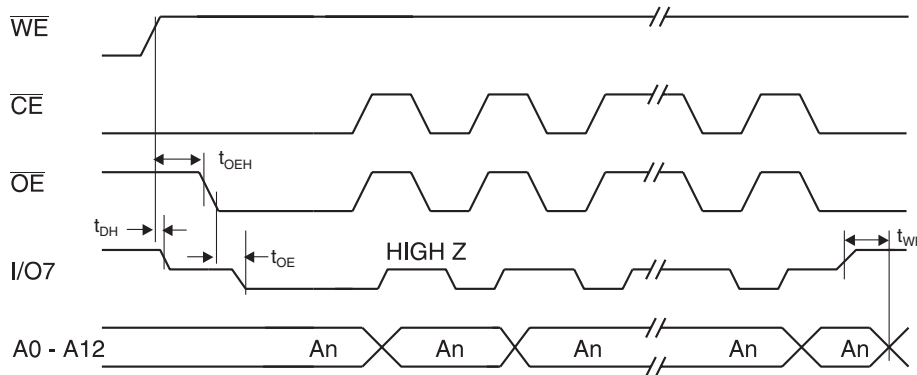 WE
CE
tOEH
OE
tDH
tOE
HIGH Z
tWR
I/O7
A0 - A12 An An An An An